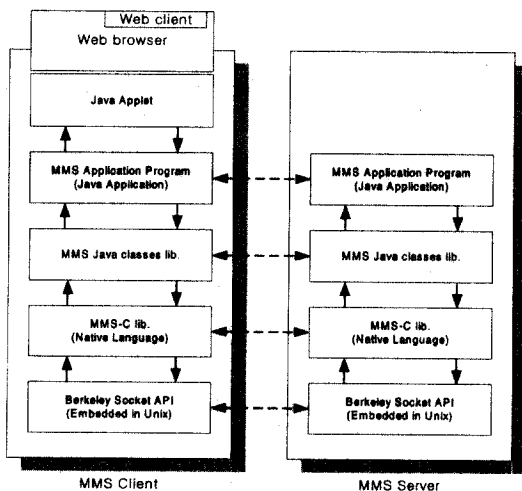 Web client
Web browser
Java Applet
MMS Application Program
(Java Application)
MMS Java classes lib.
MMS-C lib.
(Native Language)
Berkeley Socket API
(Embedded in Unix)
MMS Client
MMS Application Program
(Java Application)
MMS Java classes lib.
MMS-C lib.
(Native Language)
Berkeley Socket API
(Embedded in Unix)
MMS Server